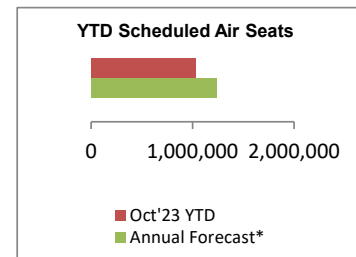 YTD Scheduled Air Seats
0 1,000,000 2,000,000
Oct'23 YTD
Annual Forecast*